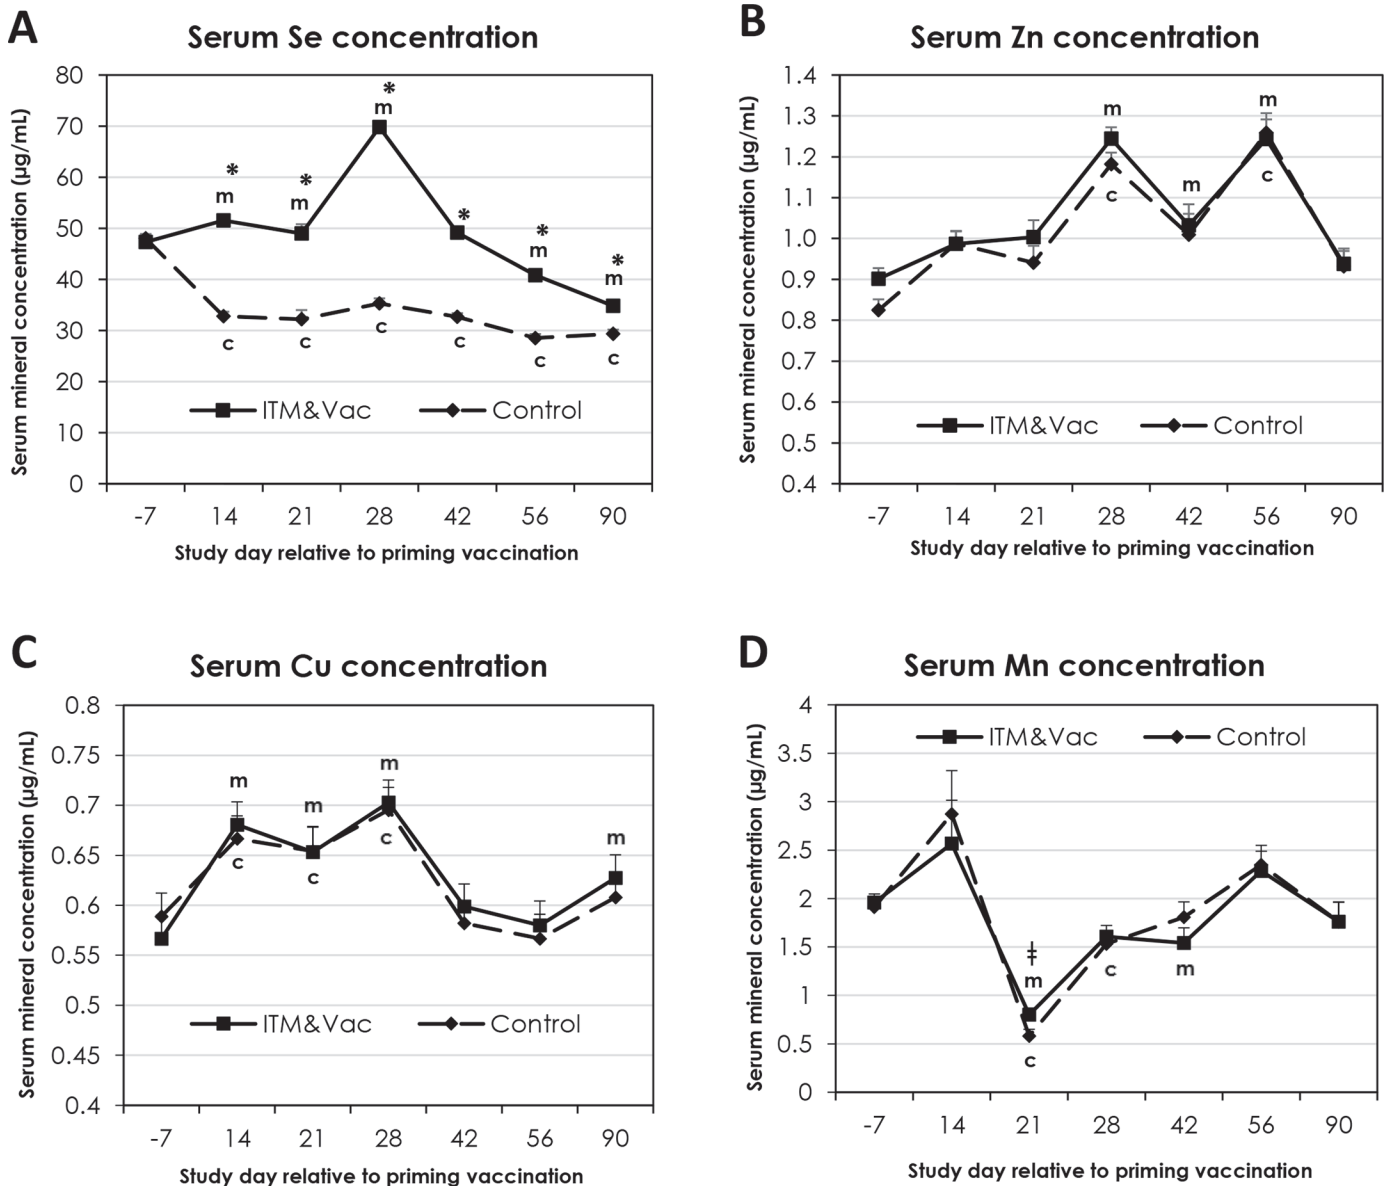 A
Serum Se concentration
Serum mineral concentration (µg/mL)
80
70
60
50
40
30
20
10
0
*
m
*
m
*
m
*
*
m
*
m
c
c
c
c
c
c
ITM&Vac
Control
-7 14 21 28 42 56 90
Study day relative to priming vaccination
B
Serum Zn concentration
Serum mineral concentration (µg/mL)
1.4
1.3
1.2
1.1
1.0
0.9
0.8
0.7
0.6
0.5
0.4
m
m
m
c
c
ITM&Vac
Control
-7 14 21 28 42 56 90
Study day relative to priming vaccination
C
Serum Cu concentration
Serum mineral concentration (µg/mL)
0.8
0.75
0.7
0.65
0.6
0.55
0.5
0.45
0.4
m
m
m
m
c
c
c
ITM&Vac
Control
-7 14 21 28 42 56 90
Study day relative to priming vaccination
D
Serum Mn concentration
Serum mineral concentration (µg/mL)
4
3.5
3
2.5
2
1.5
1
0.5
0
ITM&Vac
Control
ǂ
m
c
c
m
-7 14 21 28 42 56 90
Study day relative to priming vaccination